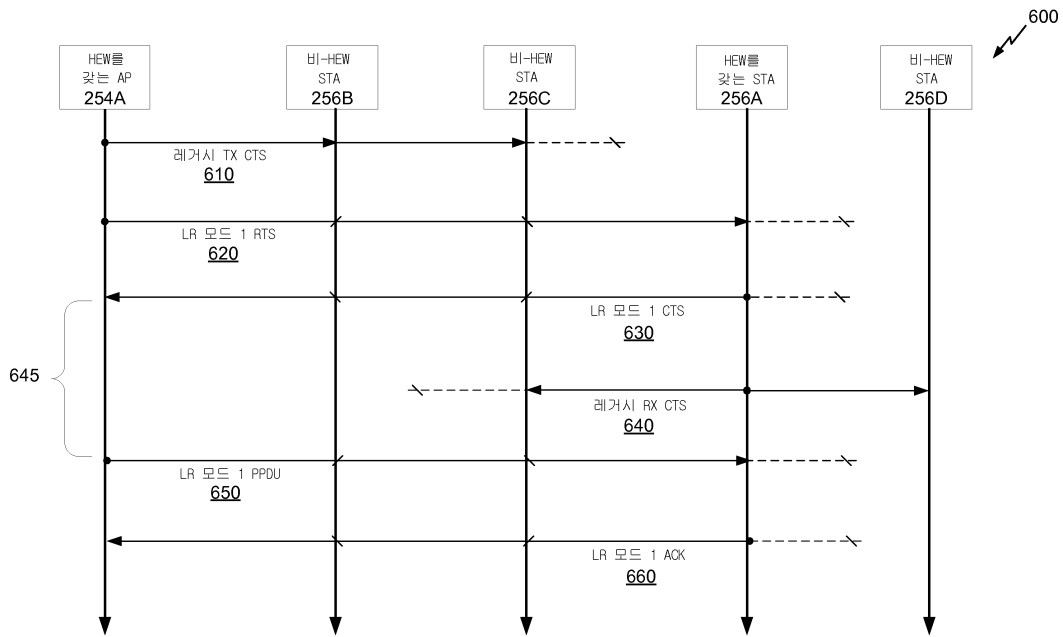 600
HEW를
갖는 AP
254A
비-HEW
STA
256B
비-HEW
STA
256C
HEW를
갖는 STA
256A
비-HEW
STA
256D
레거시 TX CTS
610
LR 모드 1 RTS
620
LR 모드 1 CTS
630
645
레거시 RX CTS
640
LR 모드 1 PPDU
650
LR 모드 1 ACK
660